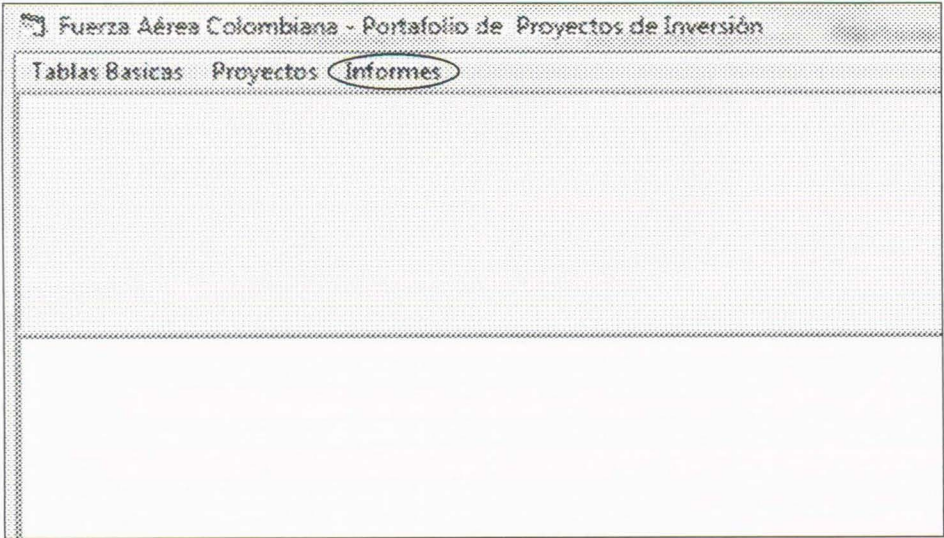 Fuerza Aérea Colombiana - Portafolio de Proyectos de Inversión
Tablas Basicas Proyectos Informes